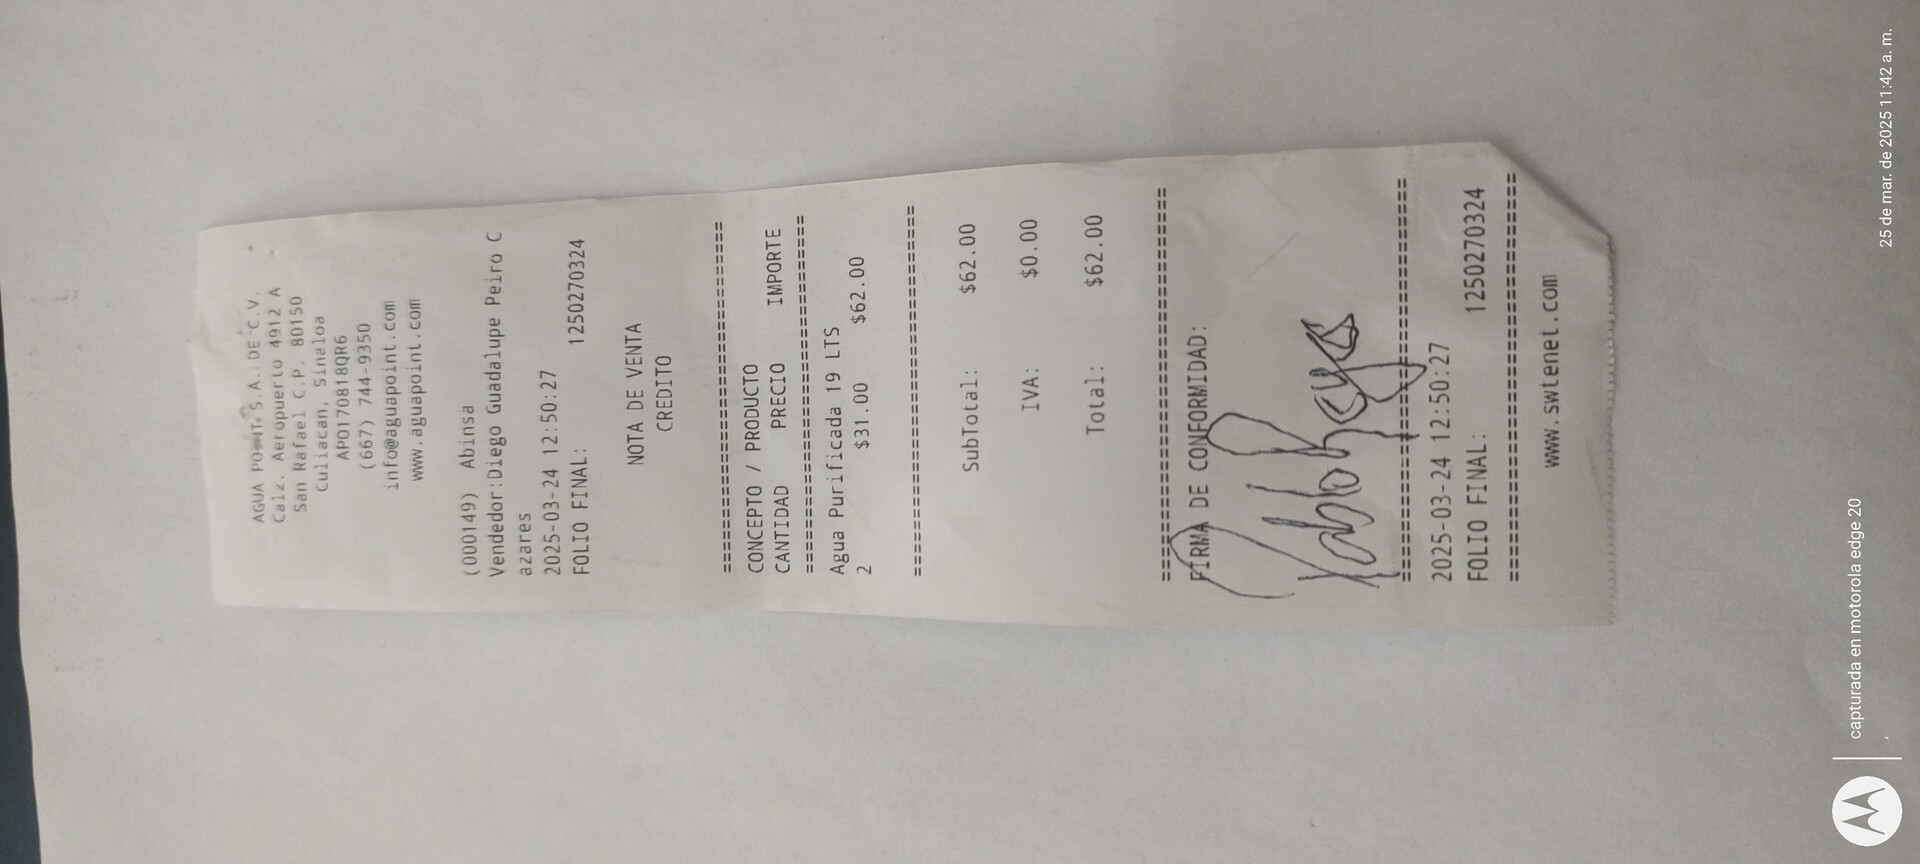 AGUA POINT, S.A. DE C.V.
Calz. Aeropuerto 4912 A
San Rafael C.P. 80150
Culiacan, Sinaloa
APO170818QR6
(667) 744-9350
info@aguapoint.com
www.aguapoint.com
(000149) Abinsa
Vendedor:Diego Guadalupe Peiro C
azares
2025-03-24 12:50:27
FOLIO FINAL: 1250270324
NOTA DE VENTA
CREDITO
================================
CONCEPTO / PRODUCTO
CANTIDAD PRECIO IMPORTE
================================
Agua Purificada 19 LTS
2 $31.00 $62.00
================================
SubTotal: $62.00
IVA: $0.00
Total: $62.00
================================
FIRMA DE CONFORMIDAD:
Pablo
================================
2025-03-24 12:50:27
FOLIO FINAL: 1250270324
================================
www.swtenet.com
capturada en motorola edge 20
25 de mar. de 2025 11:42 a. m.